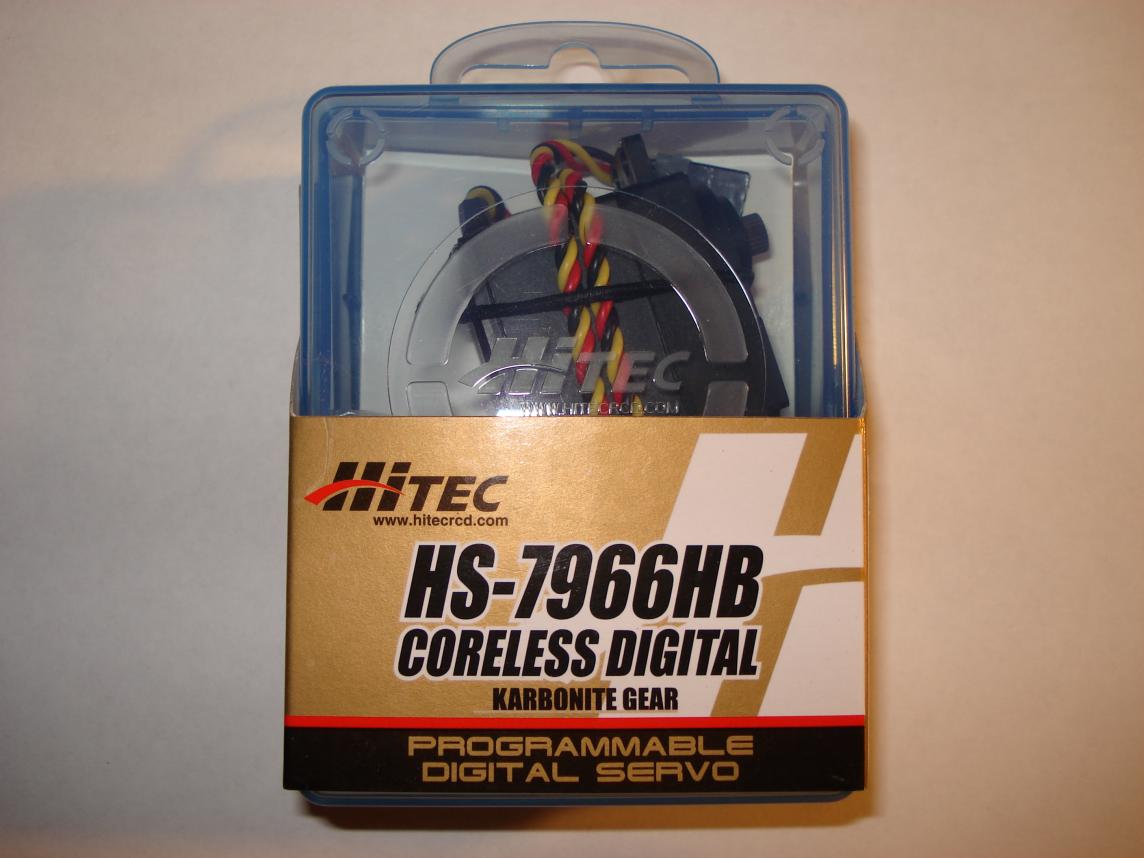 HiTEC
WWW.HITECRCD.COM
HiTEC
www.hitecrcd.com
HS-7966HB
CORELESS DIGITAL
KARBONITE GEAR
PROGRAMMABLE
DIGITAL SERVO